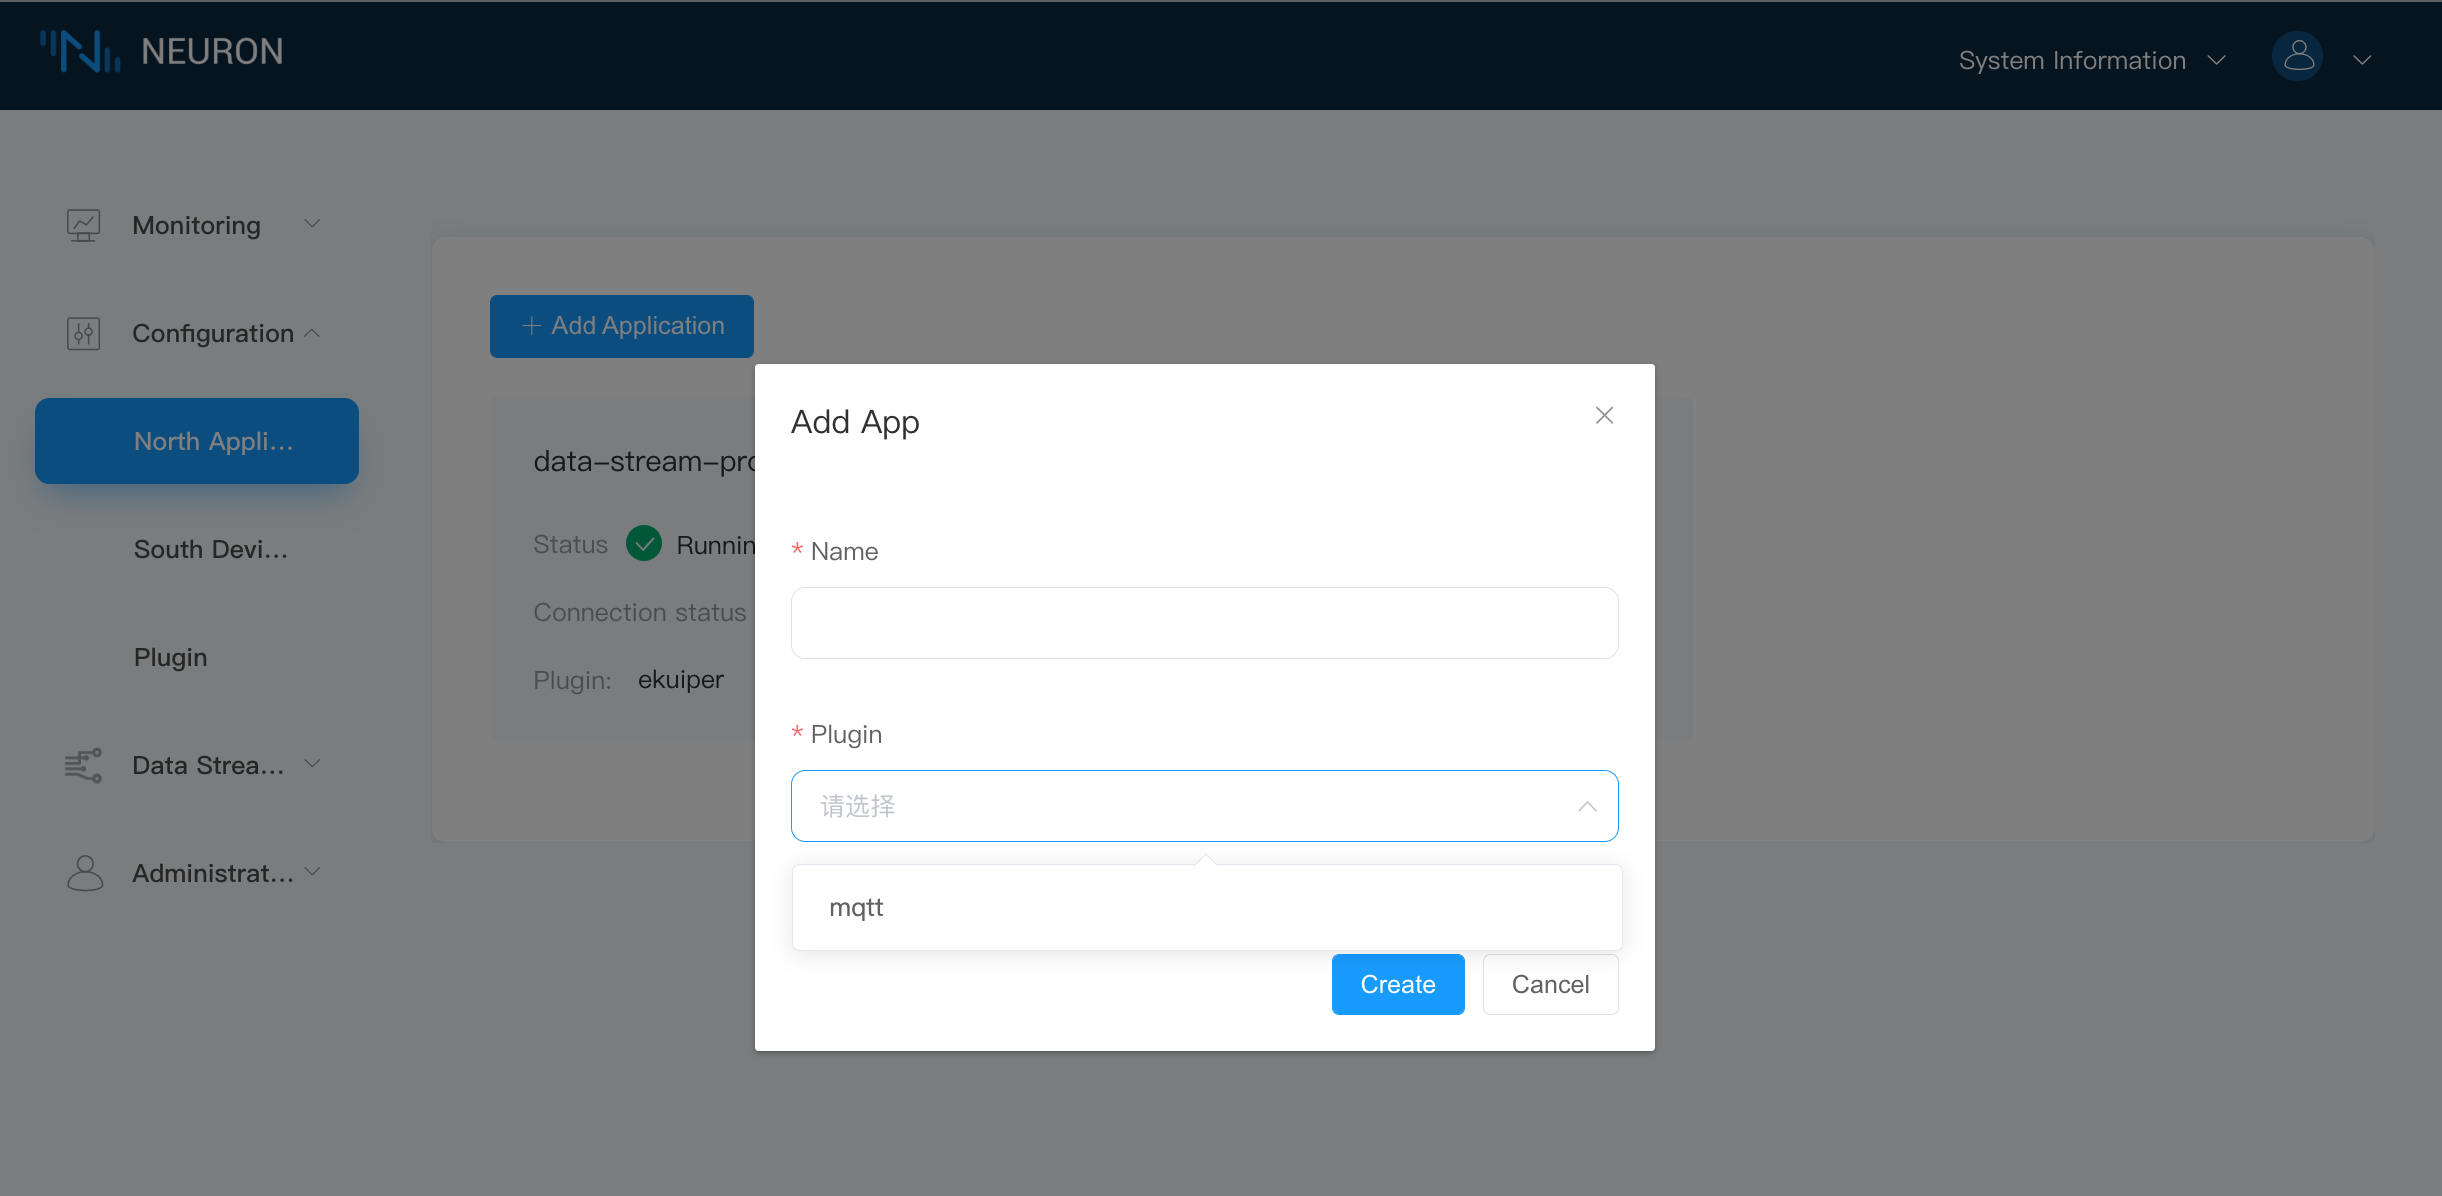 NEURON
System Information
Monitoring
Configuration
North Appli...
South Devi...
Plugin
Data Strea...
Administrat...
Add Application
data-stream-pro
Status Runnin
Connection status
Plugin: ekuiper
Add App
* Name
* Plugin
请选择
mqtt
Create Cancel